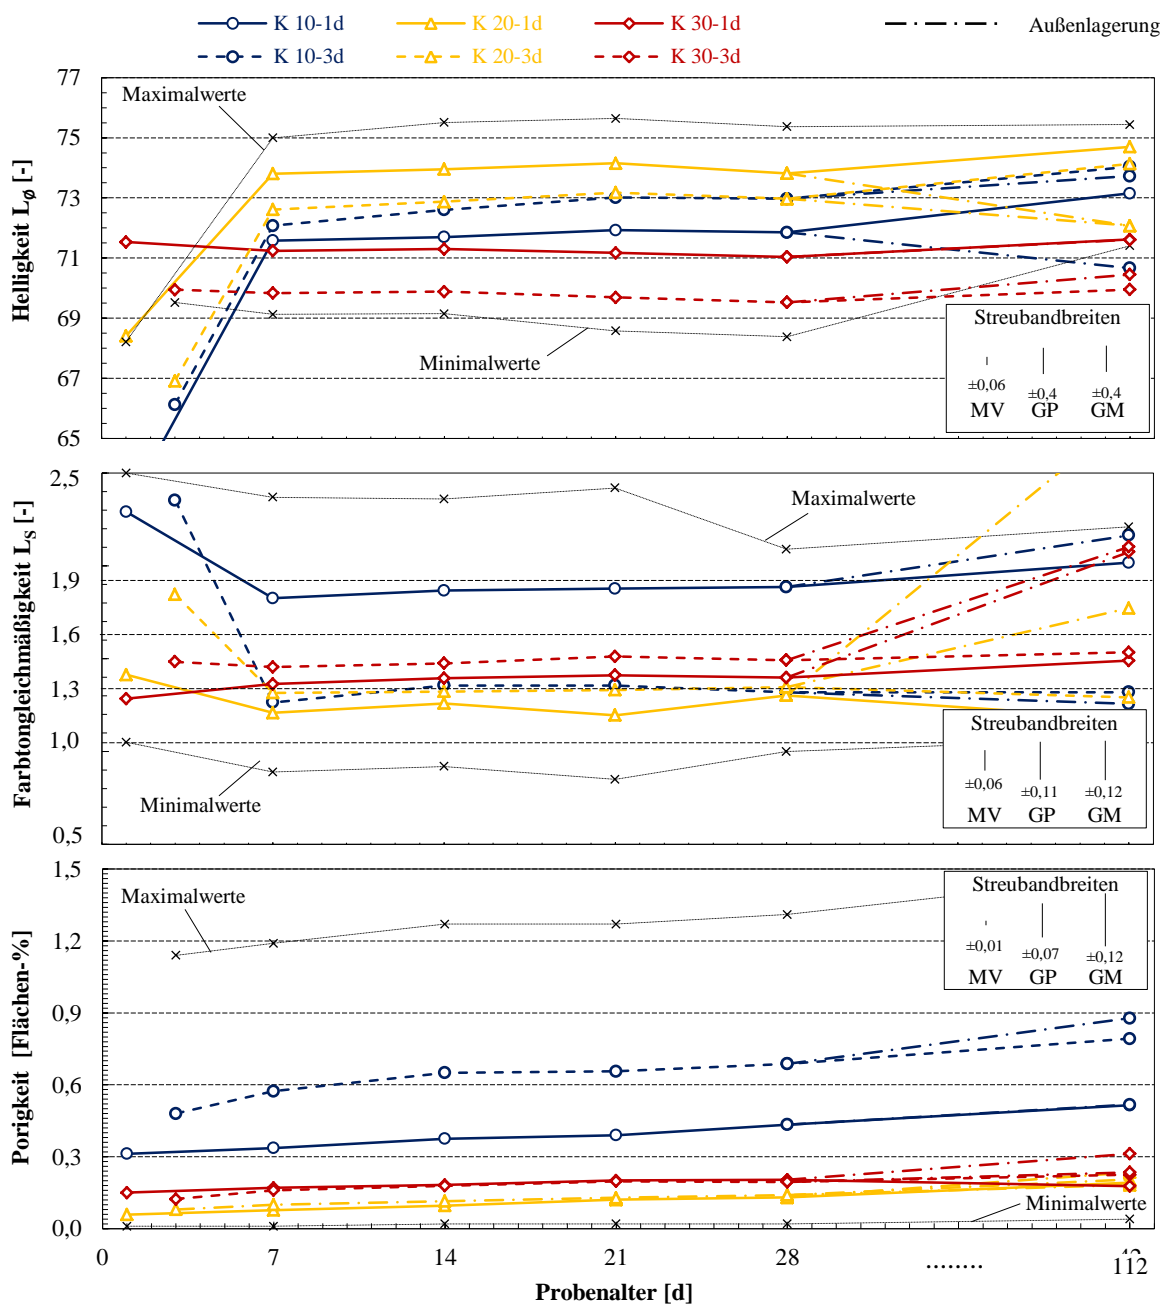 K 10-1d K 20-1d K 30-1d Außenlagerung
K 10-3d K 20-3d K 30-3d
Helligkeit L_ø [-]
77
75
73
71
69
67
65
Maximalwerte
Minimalwerte
Streubandbreiten
±0,06 ±0,4 ±0,4
MV GP GM
Farbtongleichmäßigkeit L_S [-]
2,5
1,9
1,6
1,3
1,0
0,5
Maximalwerte
Minimalwerte
Streubandbreiten
±0,06 ±0,11 ±0,12
MV GP GM
Porigkeit [Flächen-%]
1,5
1,2
0,9
0,6
0,3
0,0
Maximalwerte
Minimalwerte
Streubandbreiten
±0,01 ±0,07 ±0,12
MV GP GM
0 7 14 21 28 ........ 112
Probenalter [d]